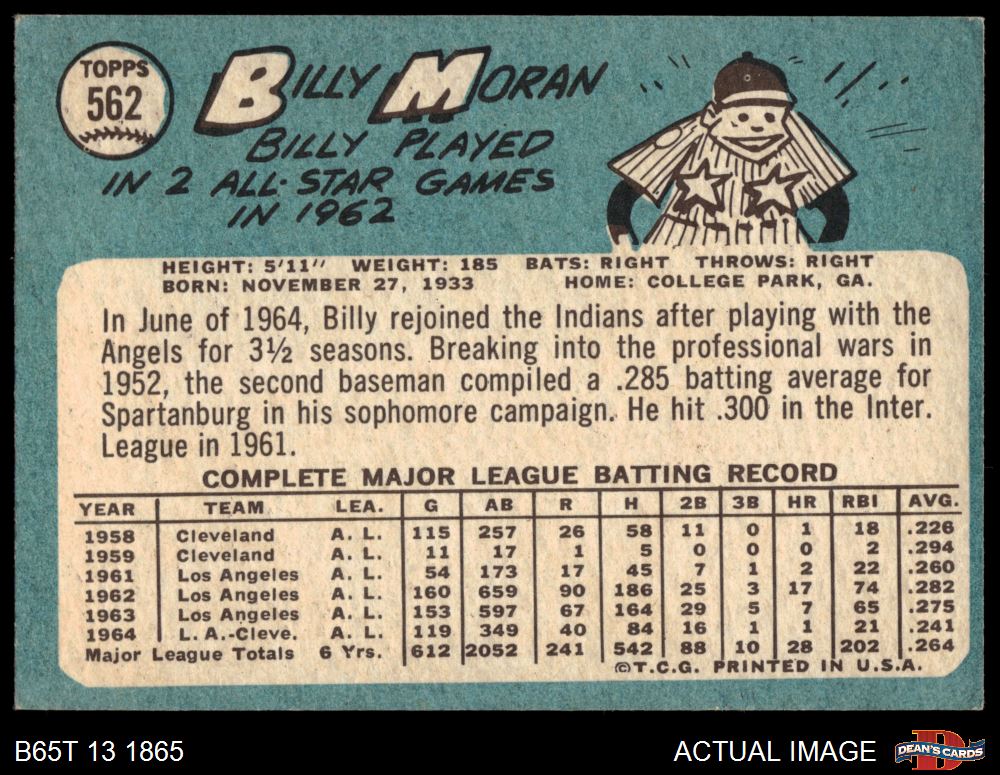 TOPPS
562
BILLY MORAN
BILLY PLAYED
IN 2 ALL-STAR GAMES
IN 1962
HEIGHT: 5'11" WEIGHT: 185 BATS: RIGHT THROWS: RIGHT
BORN: NOVEMBER 27, 1933 HOME: COLLEGE PARK, GA.
In June of 1964, Billy rejoined the Indians after playing with the
Angels for 3½ seasons. Breaking into the professional wars in
1952, the second baseman compiled a .285 batting average for
Spartanburg in his sophomore campaign. He hit .300 in the Inter.
League in 1961.
COMPLETE MAJOR LEAGUE BATTING RECORD
YEAR TEAM LEA. G AB R H 2B 3B HR RBI AVG.
1958 Cleveland A. L. 115 257 26 58 11 0 1 18 .226
1959 Cleveland A. L. 11 17 1 5 0 0 0 2 .294
1961 Los Angeles A. L. 54 173 17 45 7 1 2 22 .260
1962 Los Angeles A. L. 160 659 90 186 25 3 17 74 .282
1963 Los Angeles A. L. 153 597 67 164 29 5 7 65 .275
1964 L. A.-Cleve. A. L. 119 349 40 84 16 1 1 21 .241
Major League Totals 6 Yrs. 612 2052 241 542 88 10 28 202 .264
©T.C.G. PRINTED IN U.S.A.
B65T 13 1865 ACTUAL IMAGE DEAN'S CARDS